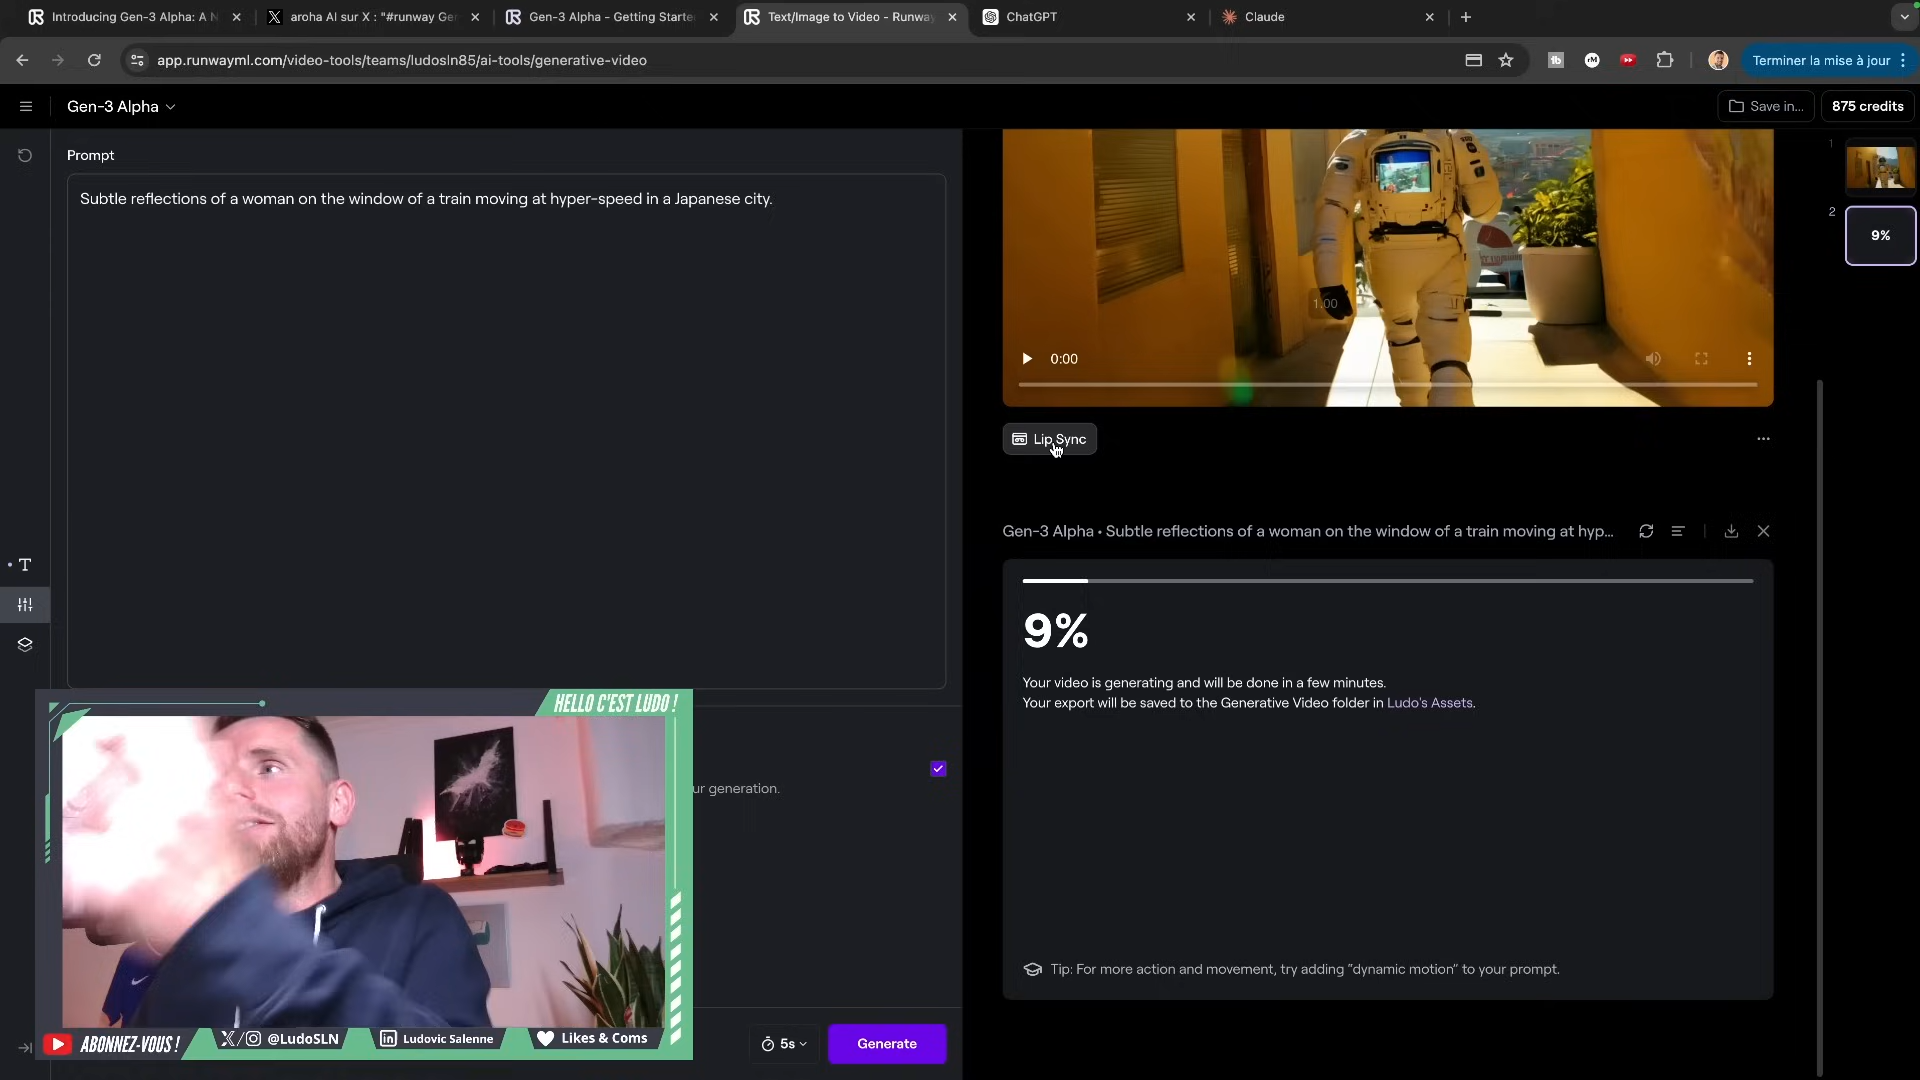 Introducing Gen-3 Alpha: A N
aroha AI sur X : "#runway Ger
Gen-3 Alpha - Getting Starte
Text/Image to Video - Runway
ChatGPT
Claude
app.runwayml.com/video-tools/teams/ludosln85/ai-tools/generative-video
Terminer la mise à jour
Gen-3 Alpha
Save in...
875 credits
Prompt
Subtle reflections of a woman on the window of a train moving at hyper-speed in a Japanese city.
1
2
9%
1.00
0:00
Lip Sync
Gen-3 Alpha • Subtle reflections of a woman on the window of a train moving at hyp...
9%
Your video is generating and will be done in a few minutes.
Your export will be saved to the Generative Video folder in Ludo's Assets.
Tip: For more action and movement, try adding "dynamic motion" to your prompt.
ur generation.
5s
Generate
HELLO C'EST LUDO !
ABONNEZ-VOUS !
@LudoSLN
Ludovic Salenne
Likes & Coms